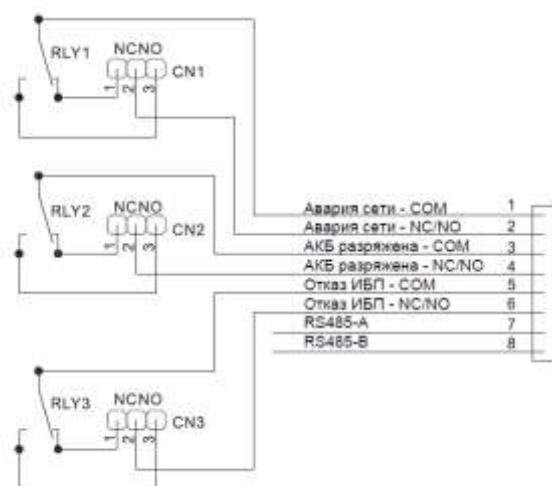 RLY1
NCNO
CN1
1 2 3
RLY2
NCNO
CN2
1 2 3
Авария сети - COM 1
Авария сети - NC/NO 2
АКБ разряжена - COM 3
АКБ разряжена - NC/NO 4
Отказ ИБП - COM 5
Отказ ИБП - NC/NO 6
RS485-A 7
RS485-B 8
RLY3
NCNO
CN3
1 2 3